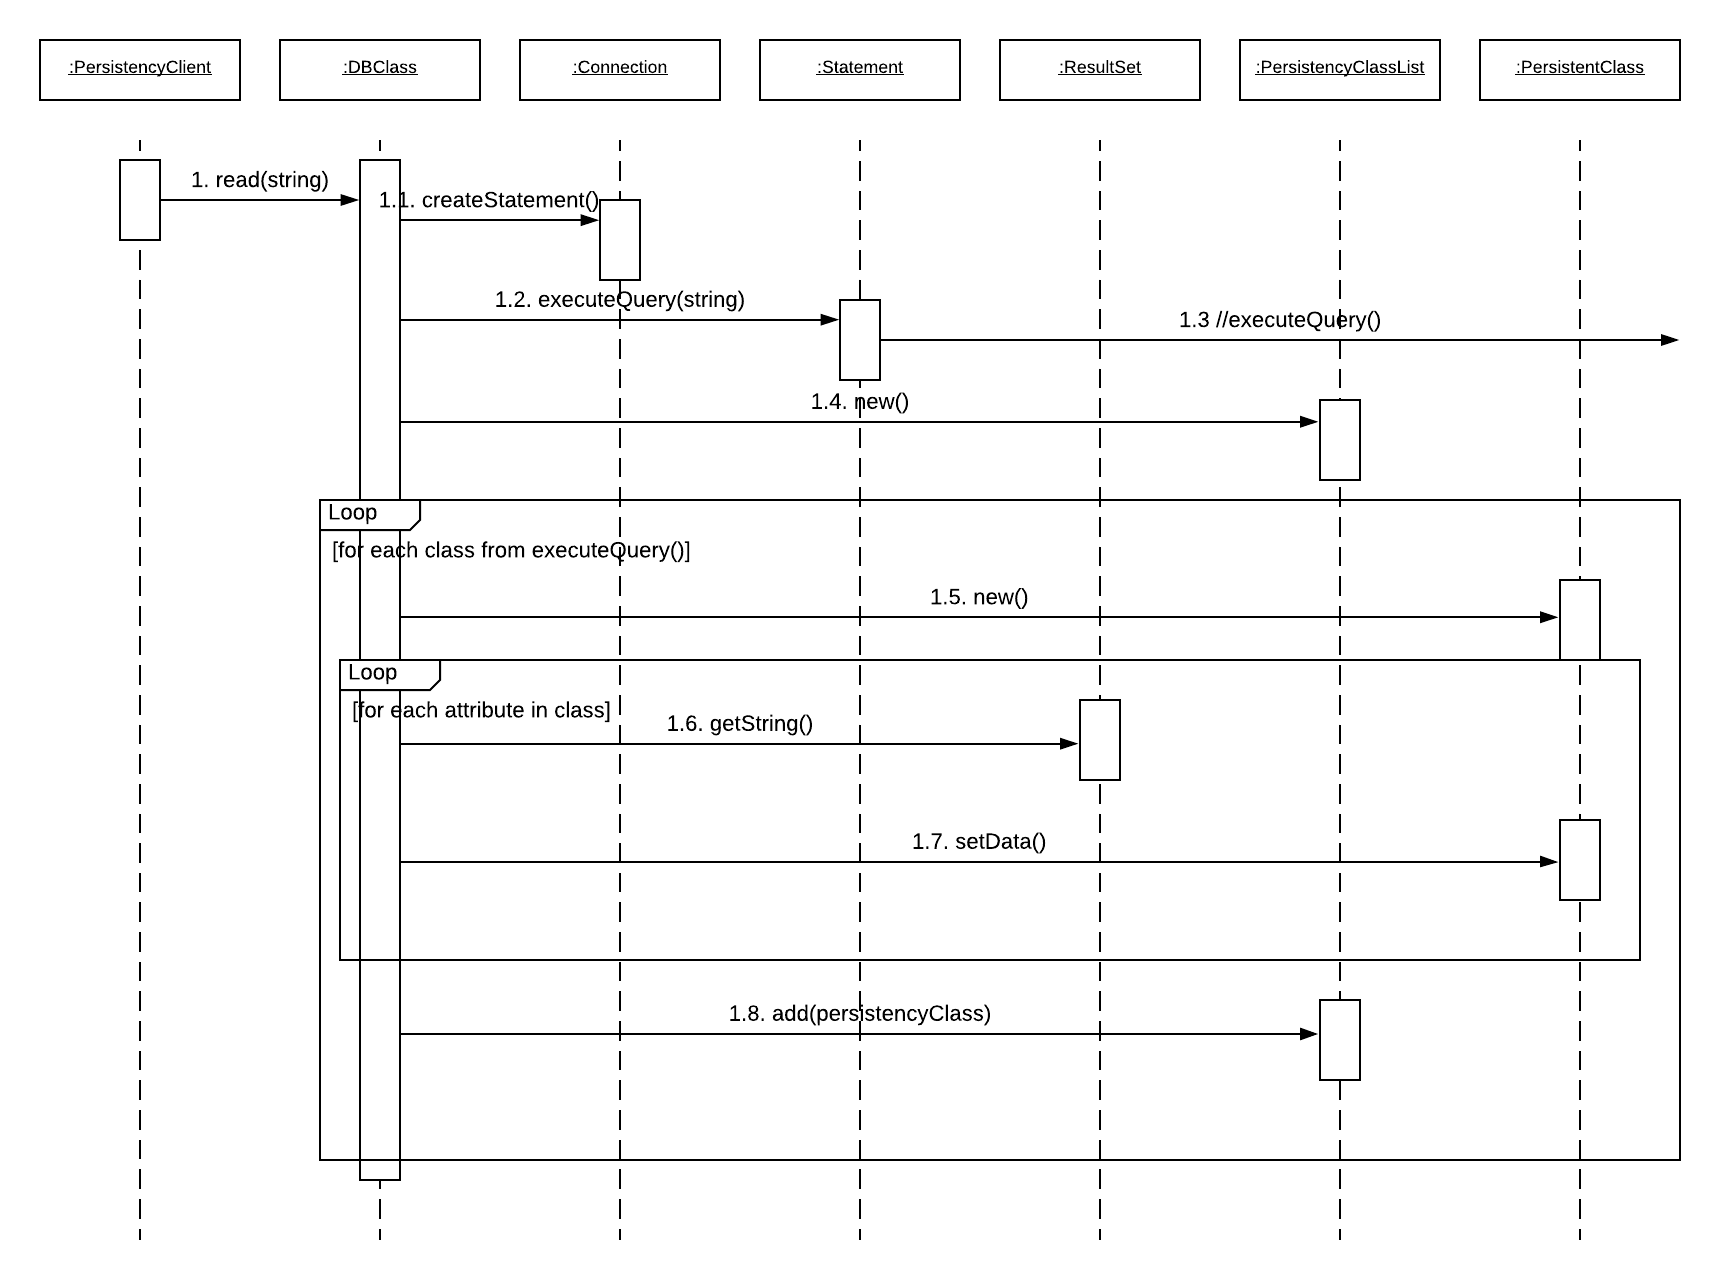 :PersistencyClient
:DBClass
:Connection
:Statement
:ResultSet
:PersistencyClassList
:PersistentClass
1. read(string)
1.1. createStatement()
1.2. executeQuery(string)
1.3 //executeQuery()
1.4. new()
Loop
[for each class from executeQuery()]
1.5. new()
Loop
[for each attribute in class]
1.6. getString()
1.7. setData()
1.8. add(persistencyClass)